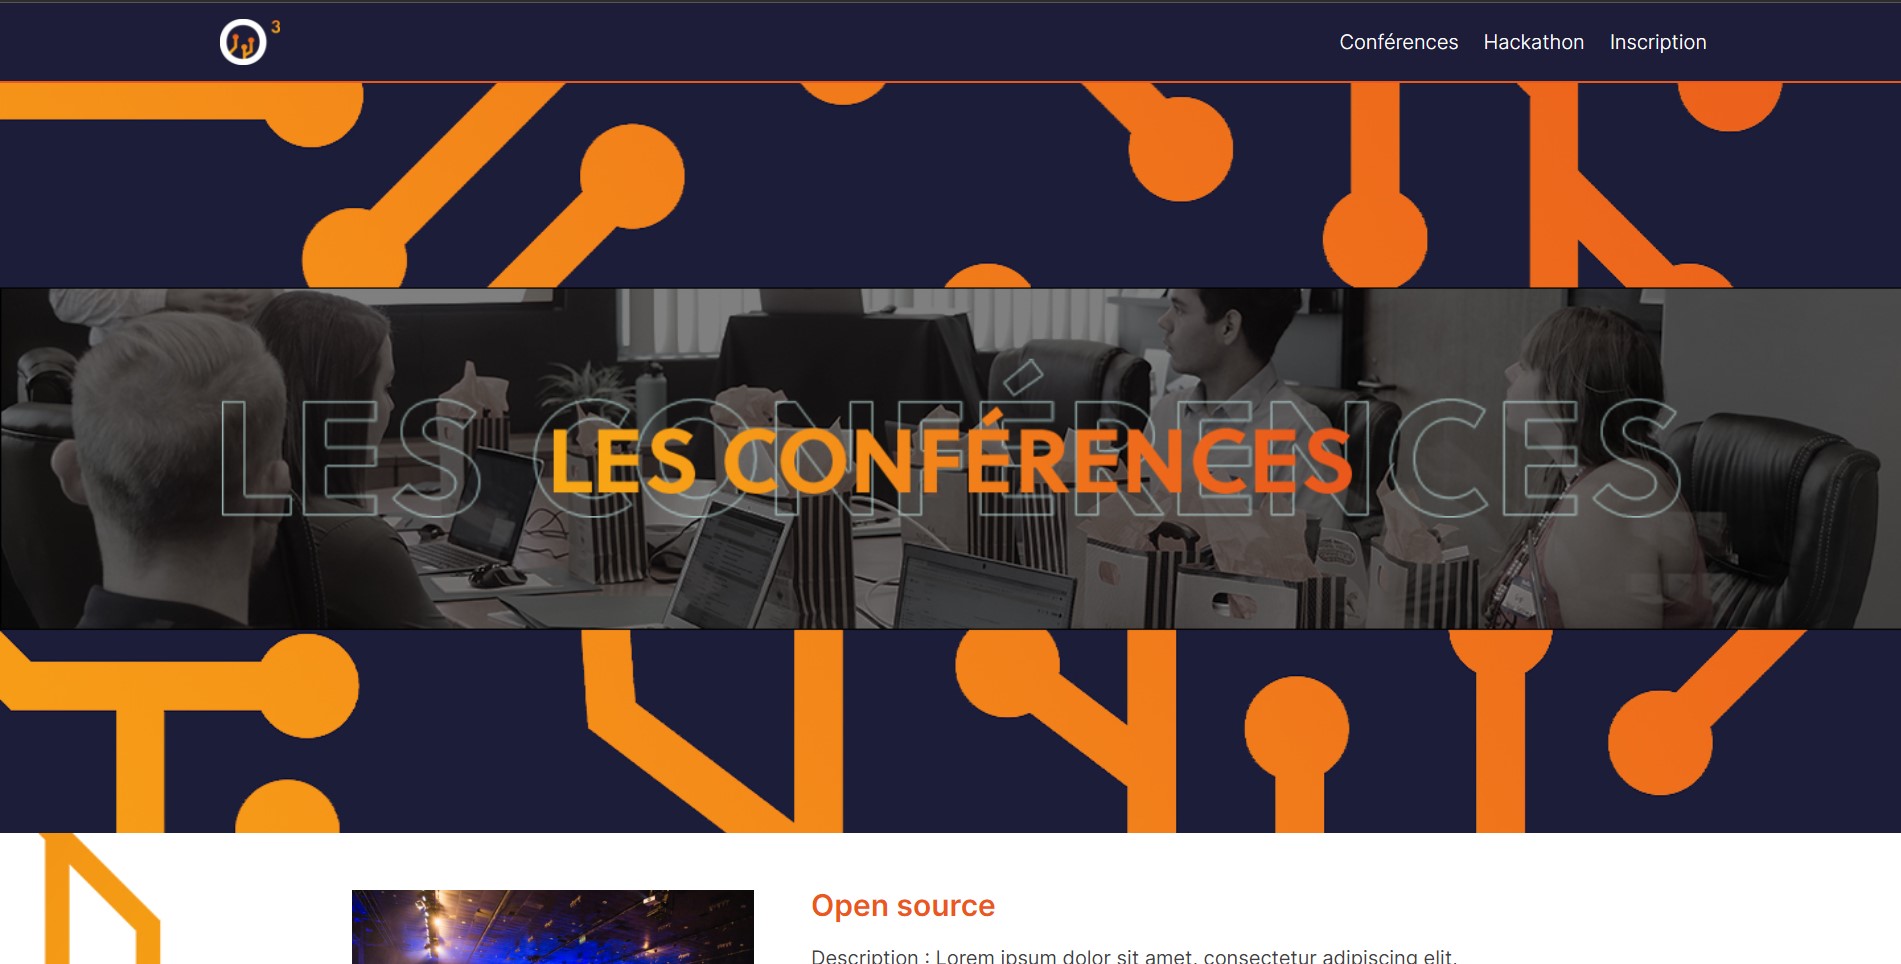 3
Conférences Hackathon Inscription
LES CONFÉRENCES
LES CONFÉRENCES
Open source
Description : Lorem ipsum dolor sit amet, consectetur adipiscing elit.